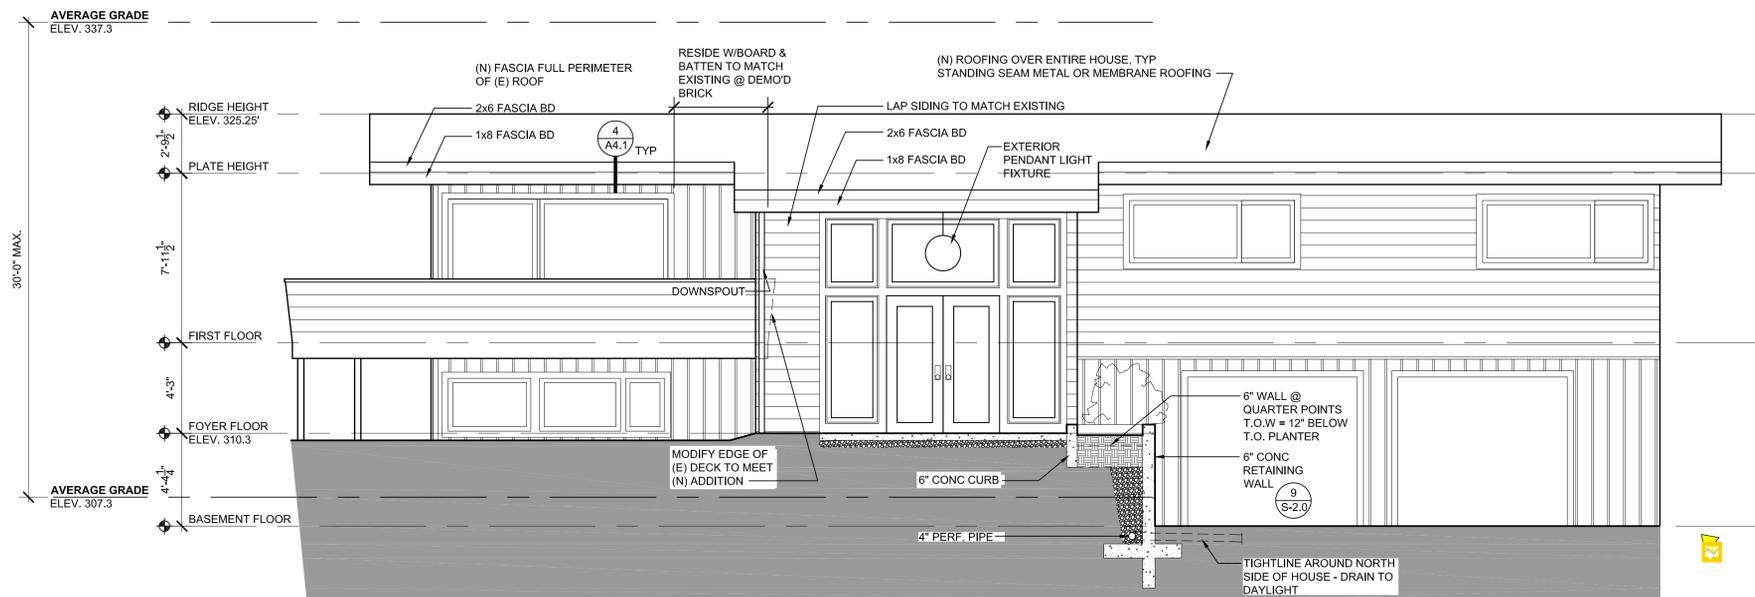 AVERAGE GRADE
ELEV. 337.3
RESIDE W/BOARD &
BATTEN TO MATCH
EXISTING @ DEMO'D
BRICK
(N) FASCIA FULL PERIMETER
OF (E) ROOF
(N) ROOFING OVER ENTIRE HOUSE, TYP
STANDING SEAM METAL OR MEMBRANE ROOFING
RIDGE HEIGHT
ELEV. 325.25'
2x6 FASCIA BD
LAP SIDING TO MATCH EXISTING
1x8 FASCIA BD
4
A4.1
TYP
2x6 FASCIA BD
1x8 FASCIA BD
EXTERIOR
PENDANT LIGHT
FIXTURE
2'-9 1/2"
PLATE HEIGHT
30'-0" MAX.
7'-11 1/2"
DOWNSPOUT
FIRST FLOOR
4'-3"
FOYER FLOOR
ELEV. 310.3
6" WALL @
QUARTER POINTS
T.O.W = 12" BELOW
T.O. PLANTER
MODIFY EDGE OF
(E) DECK TO MEET
(N) ADDITION
6" CONC CURB
6" CONC
RETAINING
WALL
9
S-2.0
4'-4 1/4"
AVERAGE GRADE
ELEV. 307.3
BASEMENT FLOOR
4" PERF. PIPE
TIGHTLINE AROUND NORTH
SIDE OF HOUSE - DRAIN TO
DAYLIGHT